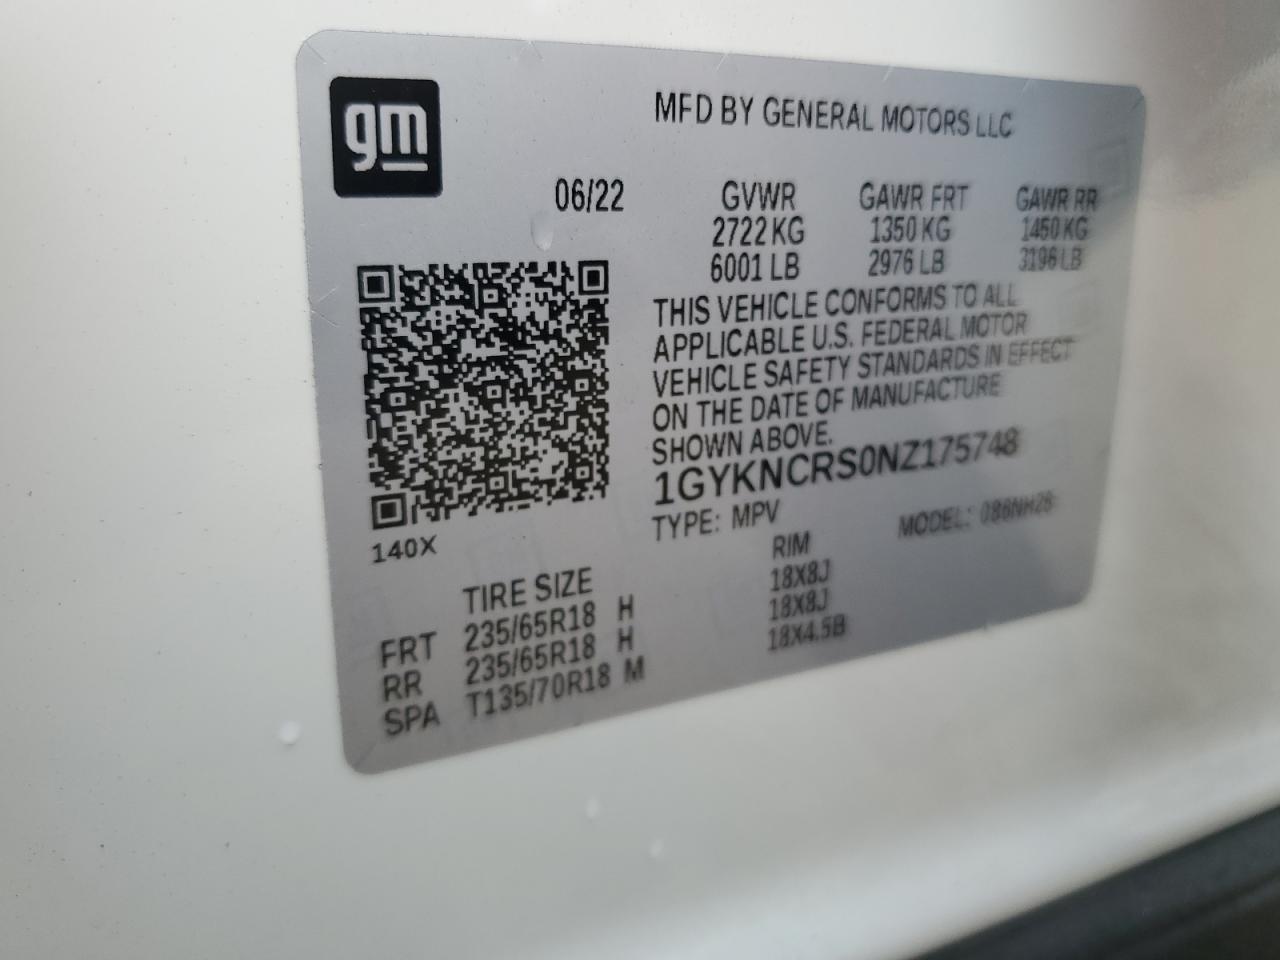 gm
MFD BY GENERAL MOTORS LLC
06/22
GVWR GAWR FRT GAWR RR
2722 KG 1350 KG 1450 KG
6001 LB 2976 LB 3196 LB
THIS VEHICLE CONFORMS TO ALL
APPLICABLE U.S. FEDERAL MOTOR
VEHICLE SAFETY STANDARDS IN EFFECT
ON THE DATE OF MANUFACTURE
SHOWN ABOVE.
1GYKNCRS0NZ175748
TYPE: MPV MODEL:
140X
TIRE SIZE RIM
FRT 235/65R18 H 18X8J
RR 235/65R18 H 18X8J
SPA T135/70R18 M 18X4.5B